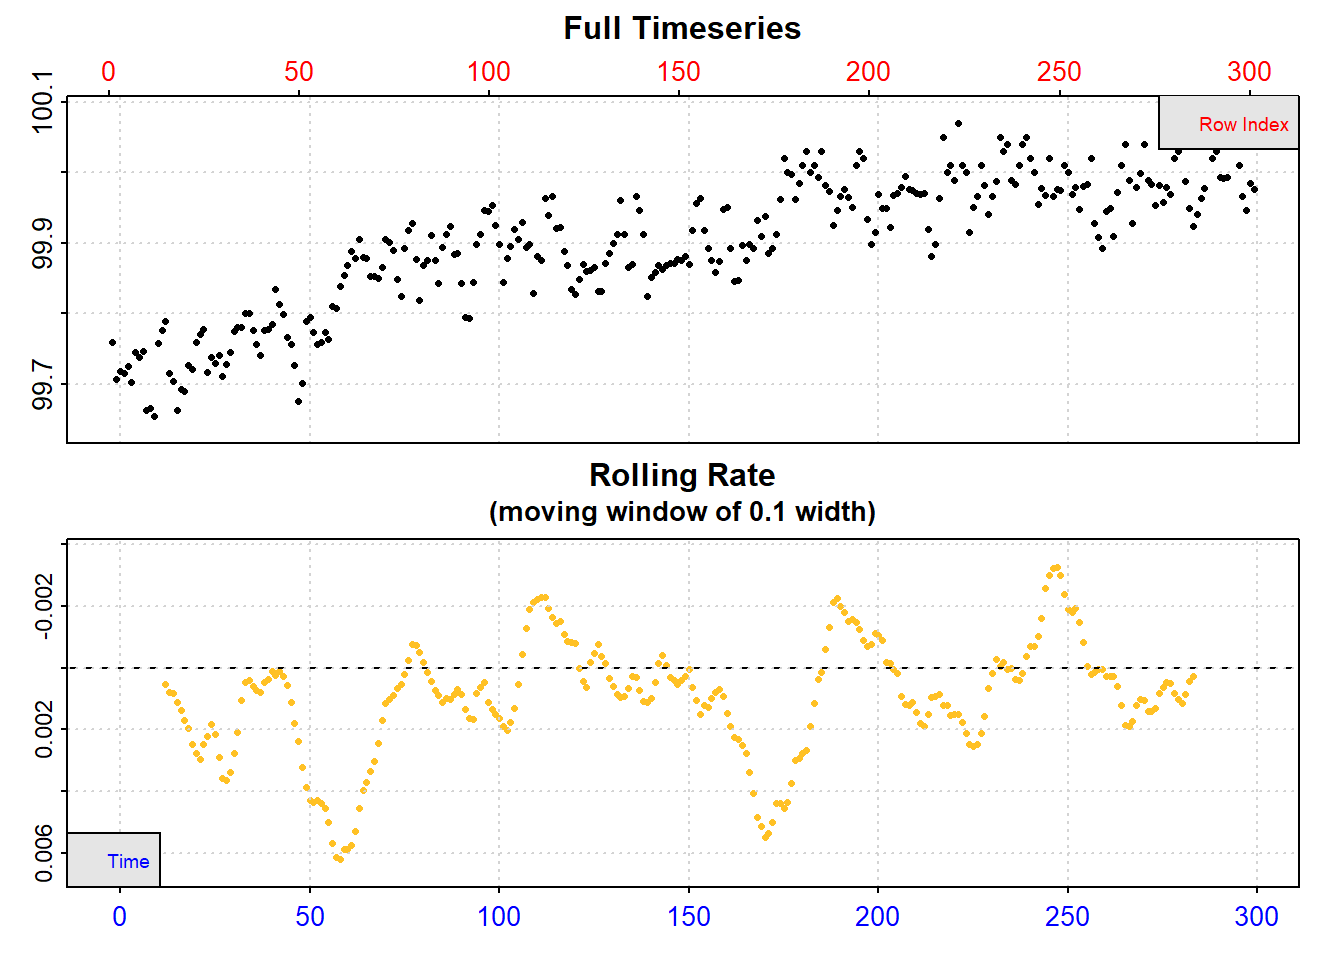 Full Timeseries
0 50 100 150 200 250 300
Row Index
100.1
99.9
99.7
Rolling Rate
(moving window of 0.1 width)
-0.002
0.002
0.006
Time
0 50 100 150 200 250 300